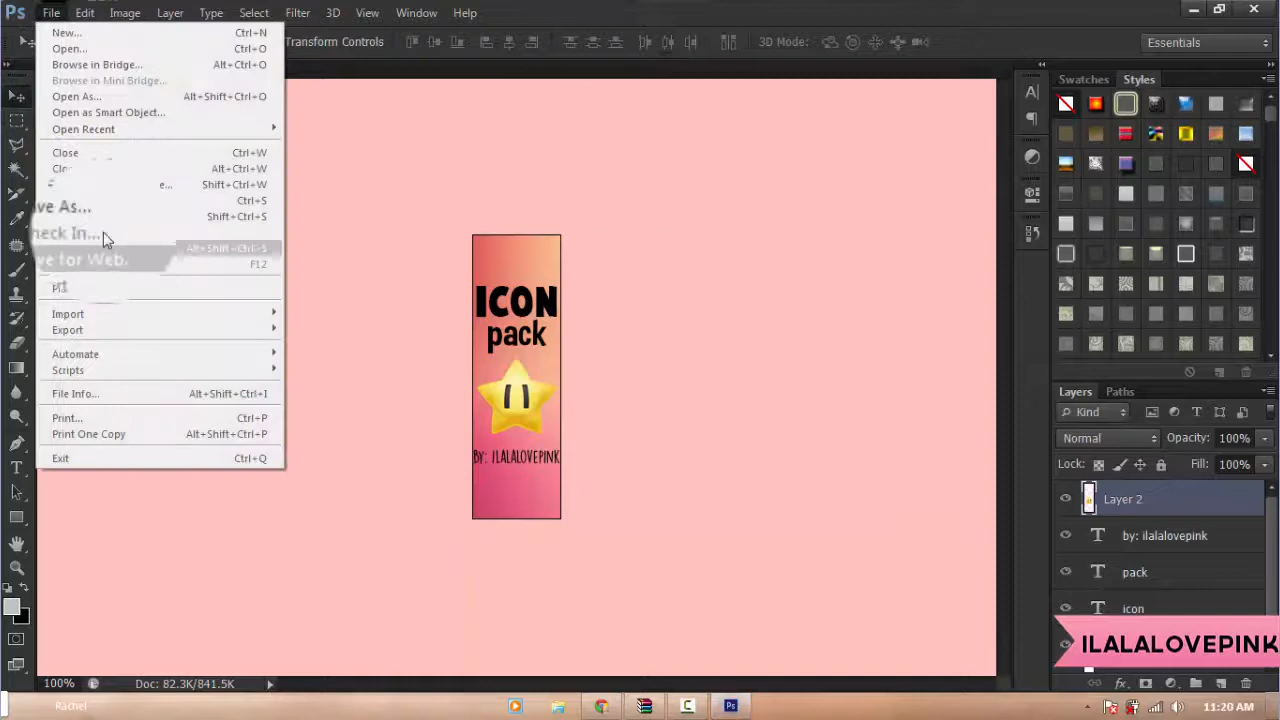 Ps File Edit Image Layer Type Select Filter 3D View Window Help
Transform Controls 3D Mode: Essentials
New... Ctrl+N
Open... Ctrl+O
Browse in Bridge... Alt+Ctrl+O
Browse in Mini Bridge...
Open As... Alt+Shift+Ctrl+O
Open as Smart Object...
Open Recent
Close Ctrl+W
Clo Alt+Ctrl+W
e... Shift+Ctrl+W
Ctrl+S
ve As... Shift+Ctrl+S
heck In...
ve for Web. Alt+Shift+Ctrl+S
F12
Import
Export
Automate
Scripts
File Info... Alt+Shift+Ctrl+I
Print... Ctrl+P
Print One Copy Alt+Shift+Ctrl+P
Exit Ctrl+Q
ICON
pack
BY: ILALALOVEPINK
Swatches Styles
Layers Paths
Kind
Normal Opacity: 100%
Lock: Fill: 100%
Layer 2
T by: ilalalovepink
T pack
T icon
ILALALOVEPINK
100% Doc: 82.3K/841.5K
Rachel
11:20 AM